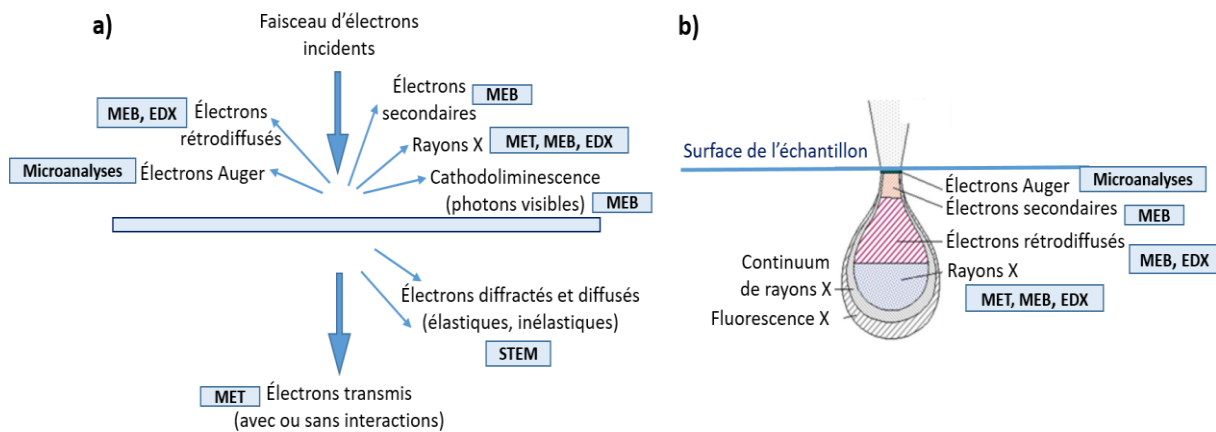 a)
Faisceau d’électrons
incidents
Électrons
secondaires
MEB
MEB, EDX
Électrons
rétrodiffusés
Rayons X
MET, MEB, EDX
Microanalyses
Électrons Auger
Cathodoliminescence
(photons visibles)
MEB
Électrons diffractés et diffusés
(élastiques, inélastiques)
STEM
MET
Électrons transmis
(avec ou sans interactions)
b)
Surface de l’échantillon
Électrons Auger
Microanalyses
Électrons secondaires
MEB
Électrons rétrodiffusés
MEB, EDX
Rayons X
MET, MEB, EDX
Continuum
de rayons X
Fluorescence X